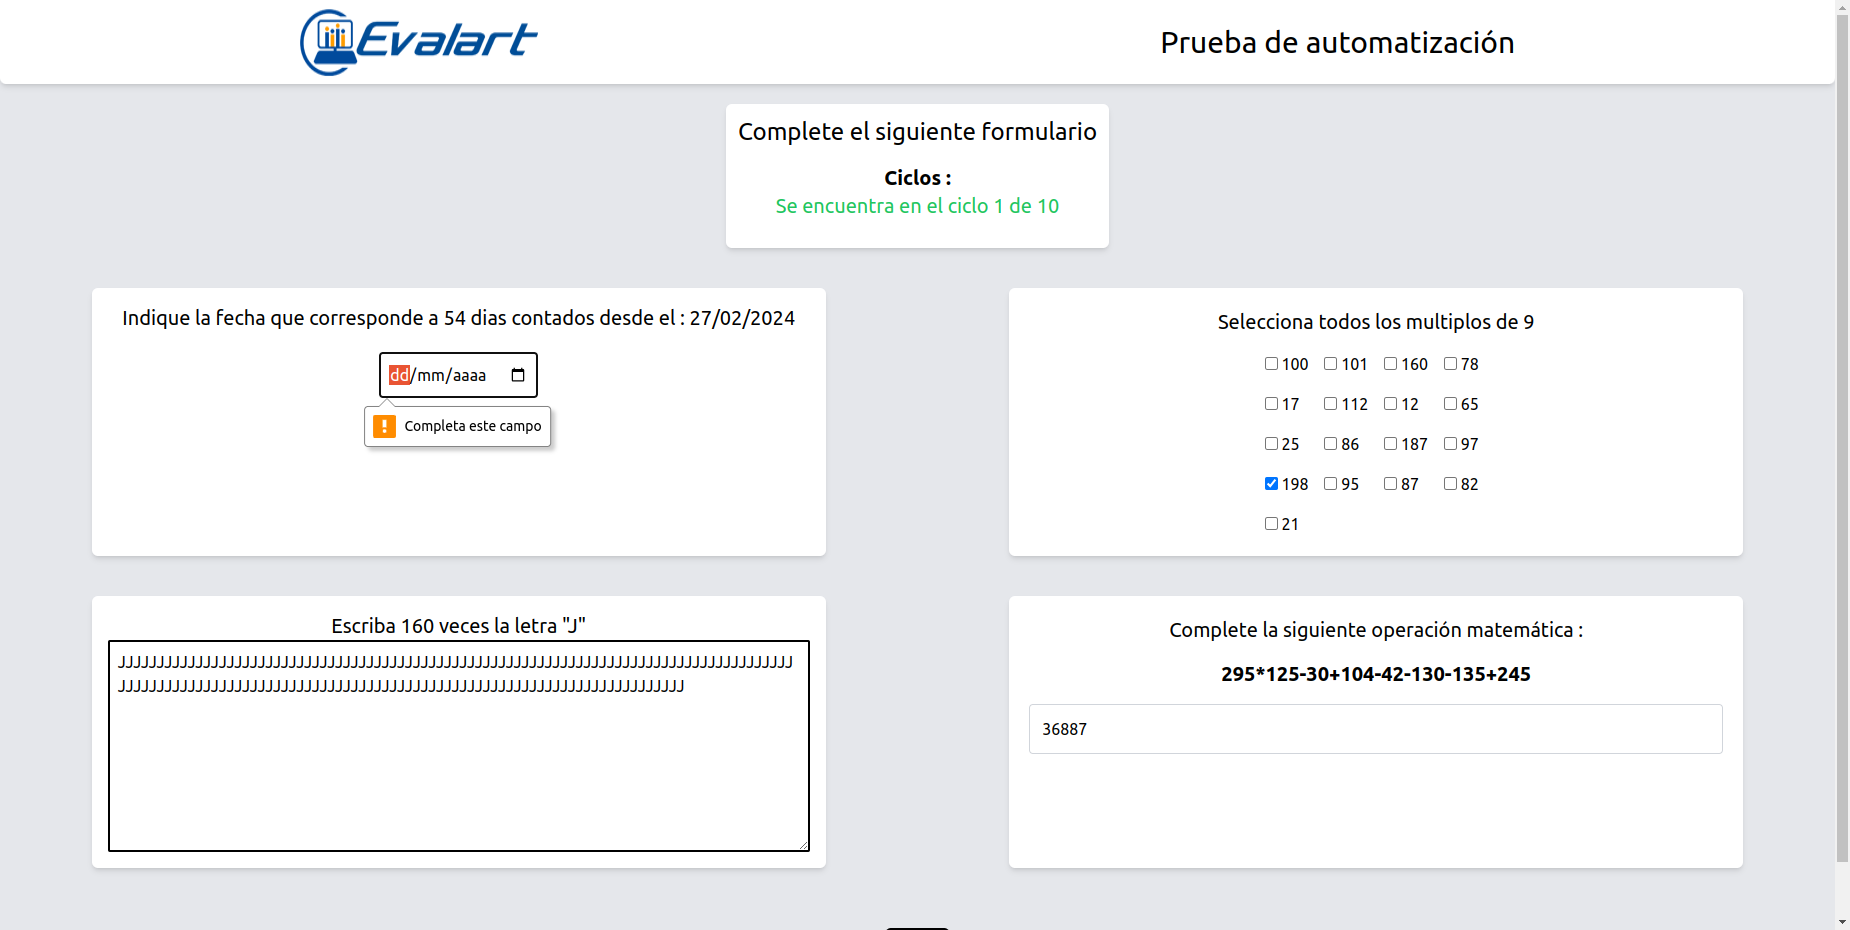 Evalart
Prueba de automatización
Complete el siguiente formulario
Ciclos :
Se encuentra en el ciclo 1 de 10
Indique la fecha que corresponde a 54 dias contados desde el : 27/02/2024
dd/mm/aaaa
Completa este campo
Selecciona todos los multiplos de 9
100 101 160 78
17 112 12 65
25 86 187 97
198 95 87 82
21
Escriba 160 veces la letra "J"
JJJJJJJJJJJJJJJJJJJJJJJJJJJJJJJJJJJJJJJJJJJJJJJJJJJJJJJJJJJJJJJJJJJJJJJJJJJJJJJJJJJJJJJ
JJJJJJJJJJJJJJJJJJJJJJJJJJJJJJJJJJJJJJJJJJJJJJJJJJJJJJJJJJJJJJJJJJJJJJJJJ
Complete la siguiente operación matemática :
295*125-30+104-42-130-135+245
36887